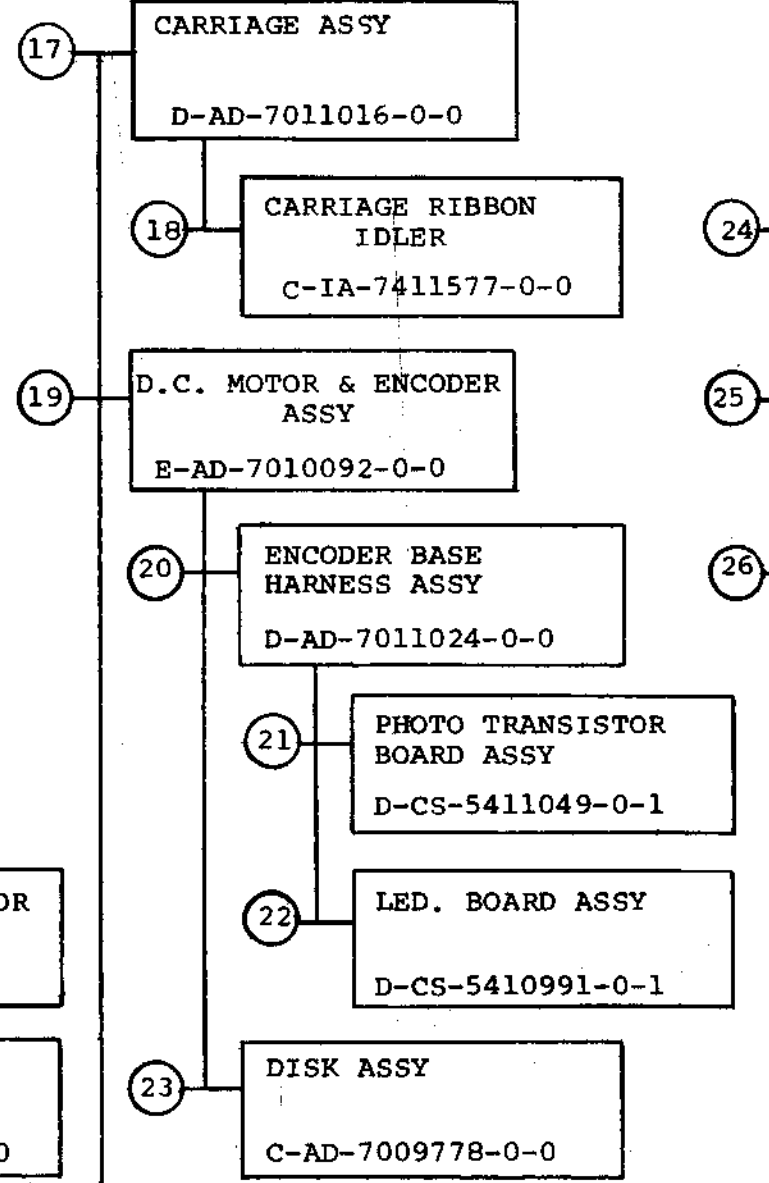 17
CARRIAGE ASSY
D-AD-7011016-0-0
18
CARRIAGE RIBBON
IDLER
C-IA-7411577-0-0
24
19
D.C. MOTOR & ENCODER
ASSY
E-AD-7010092-0-0
25
20
ENCODER BASE
HARNESS ASSY
D-AD-7011024-0-0
26
21
PHOTO TRANSISTOR
BOARD ASSY
D-CS-5411049-0-1
OR
22
LED. BOARD ASSY
D-CS-5410991-0-1
23
DISK ASSY
C-AD-7009778-0-0
0